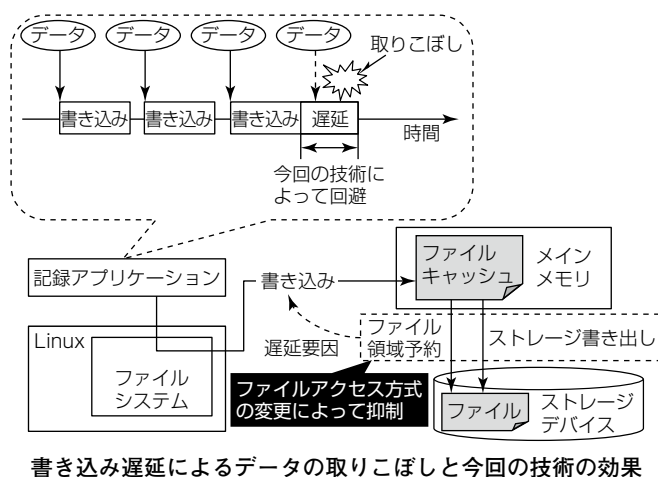 データ
データ
データ
データ
取りこぼし
書き込み
書き込み
書き込み
遅延
時間
今回の技術に
よって回避
記録アプリケーション
書き込み
ファイル
キャッシュ
メイン
メモリ
Linux
ファイル
システム
遅延要因
ファイル
領域予約
ストレージ書き出し
ファイルアクセス方式
の変更によって抑制
ファイル
ストレージ
デバイス
書き込み遅延によるデータの取りこぼしと今回の技術の効果